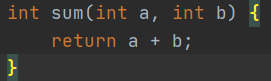 int sum(int a, int b) {
    return a + b;
}